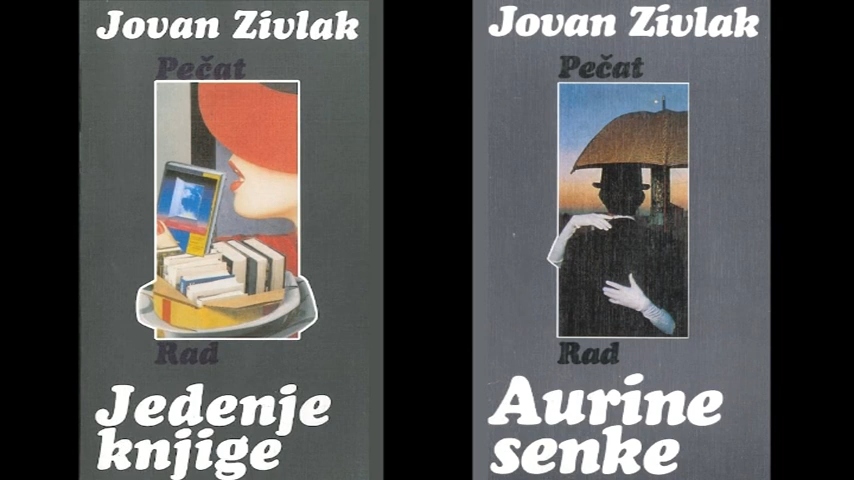 Jovan Zivlak
Pečat
Rad
Jedenje
knjige
Jovan Zivlak
Pečat
Rad
Aurine
senke